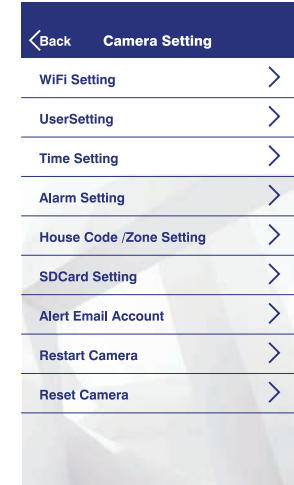 Back Camera Setting
WiFi Setting
UserSetting
Time Setting
Alarm Setting
House Code /Zone Setting
SDCard Setting
Alert Email Account
Restart Camera
Reset Camera